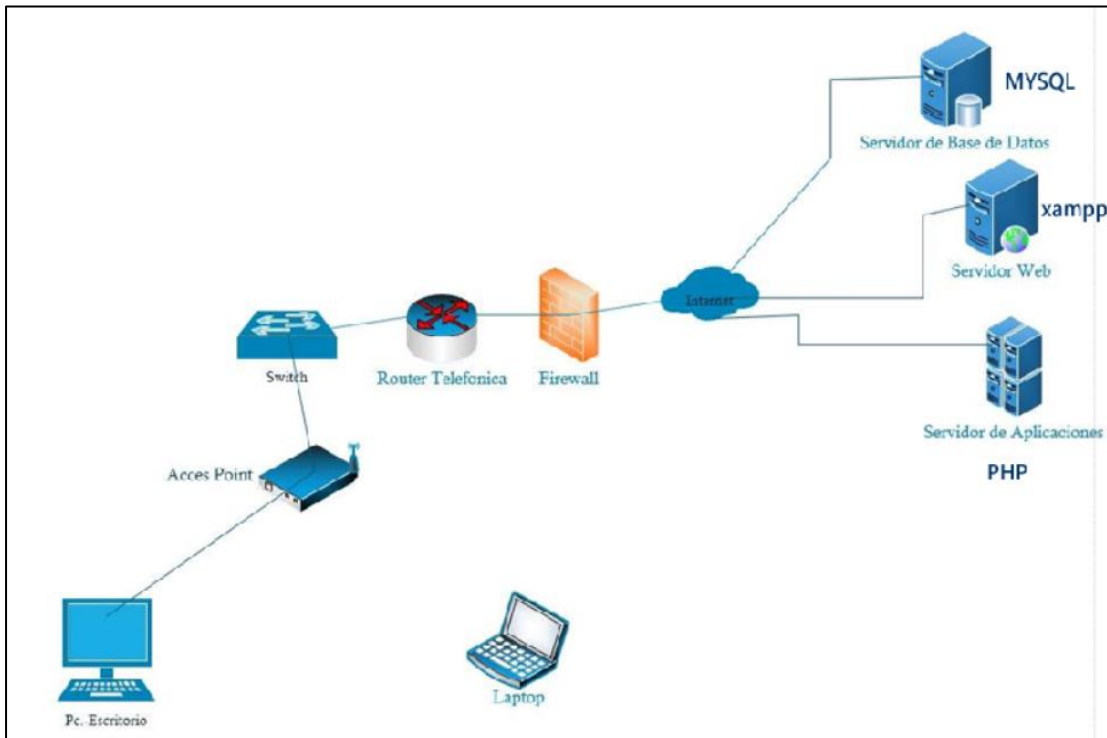 MYSQL
Servidor de Base de Datos
xampp
Servidor Web
Internet
Switch
Router Telefonica
Firewall
Servidor de Aplicaciones
PHP
Acces Point
Laptop
Pc. Escritorio